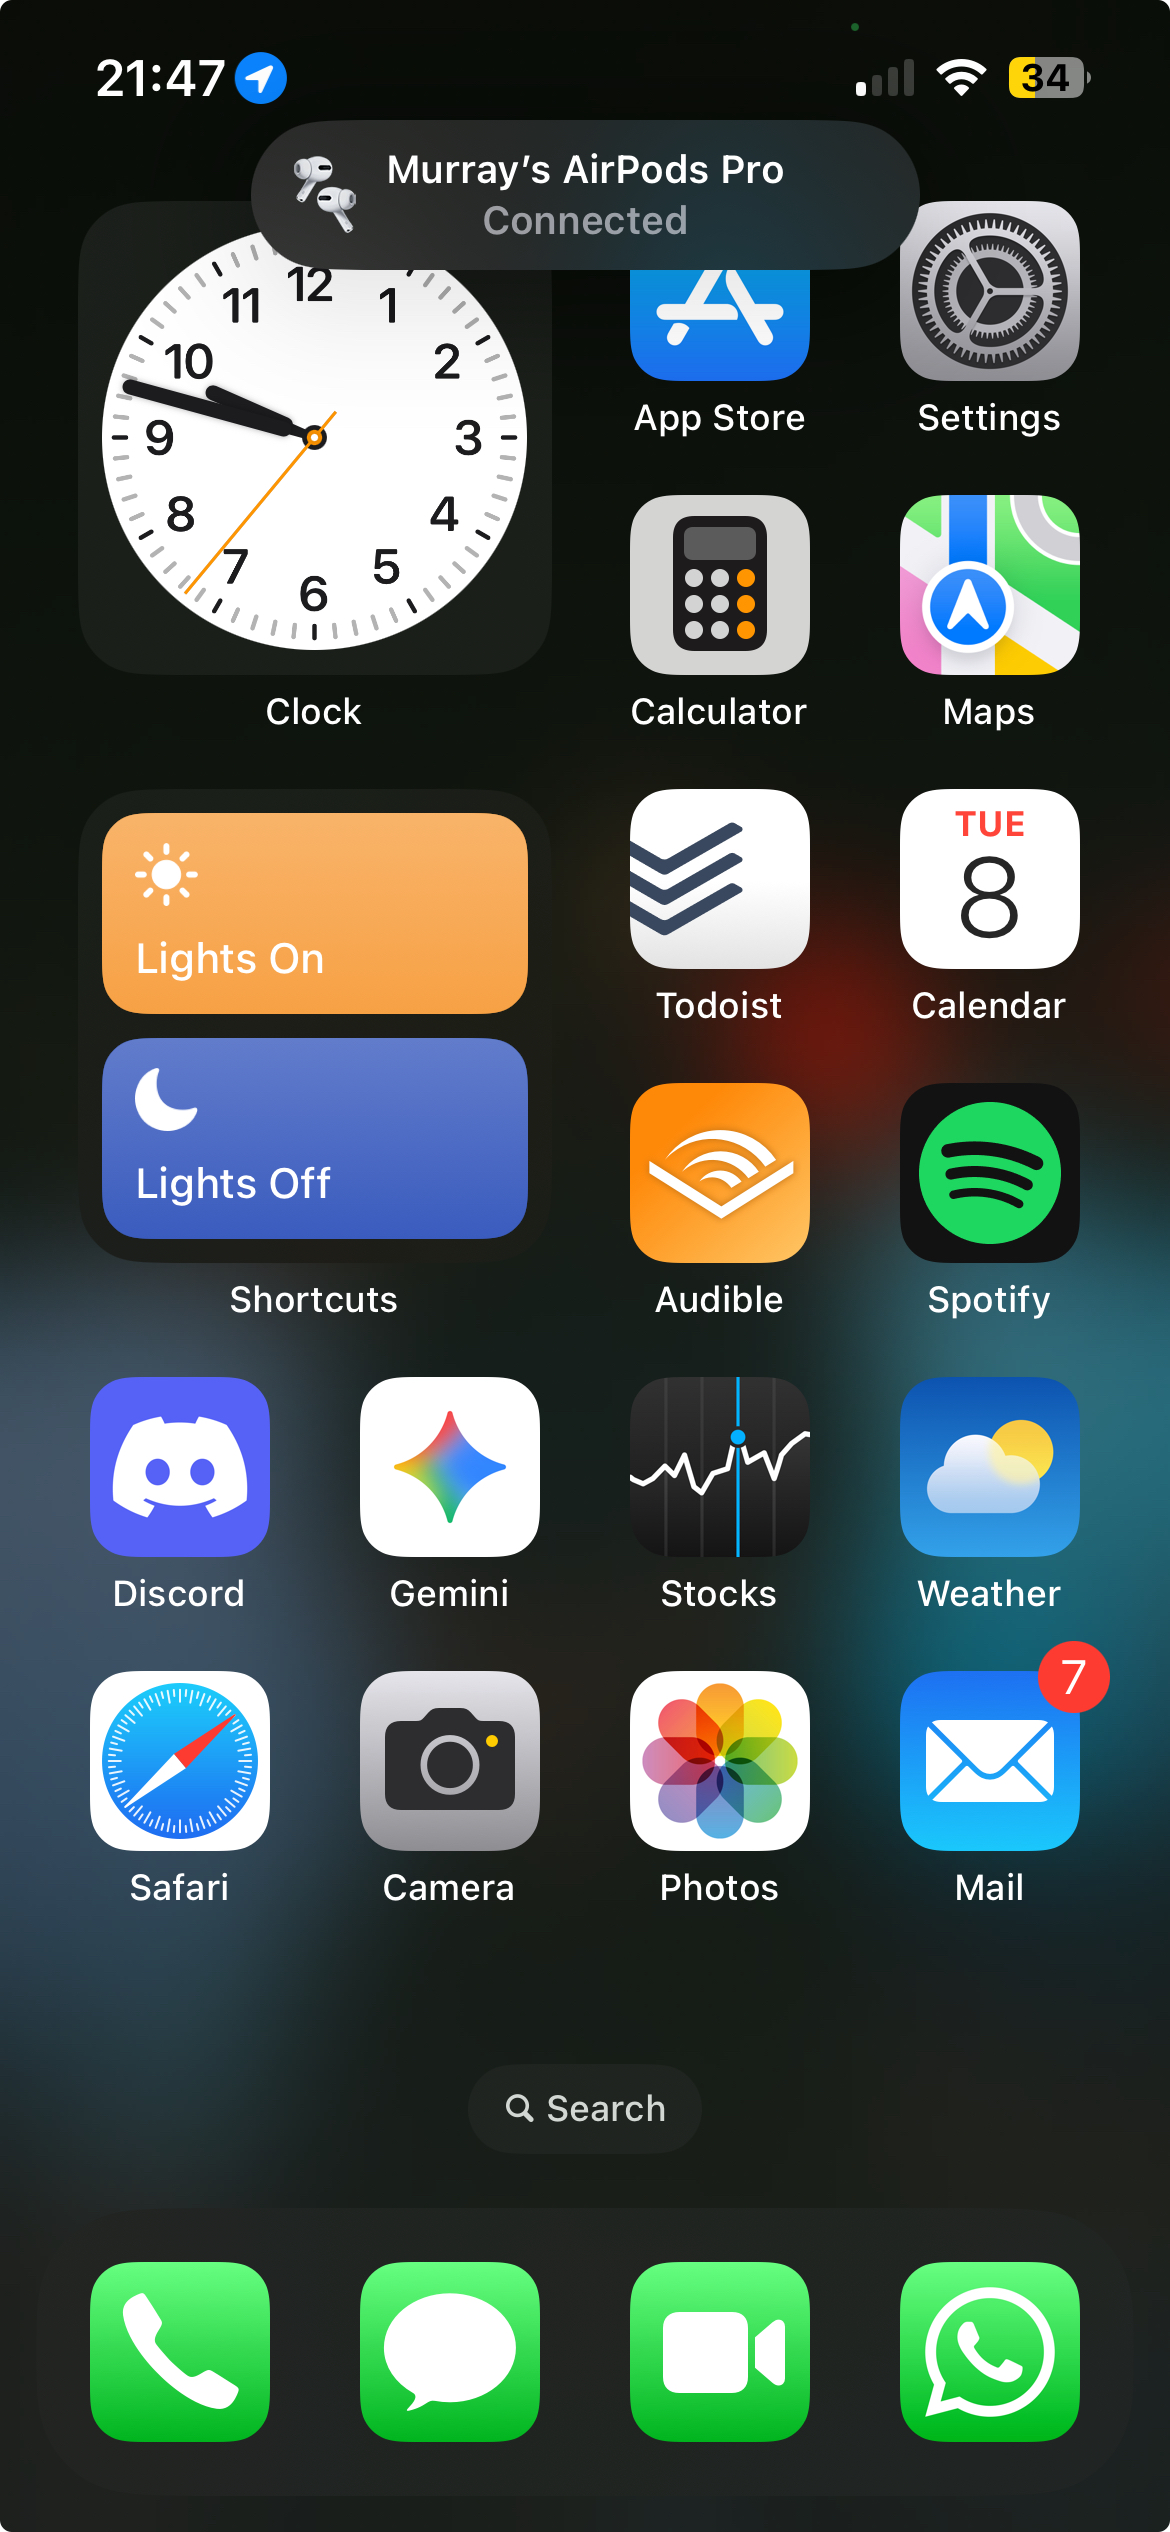 21:47
34
Murray’s AirPods Pro
Connected
12
11
1
10
2
9
3
8
4
7
5
6
Clock
App Store
Settings
Calculator
Maps
Lights On
Lights Off
Shortcuts
Todoist
TUE
8
Calendar
Audible
Spotify
Discord
Gemini
Stocks
Weather
7
Safari
Camera
Photos
Mail
Search